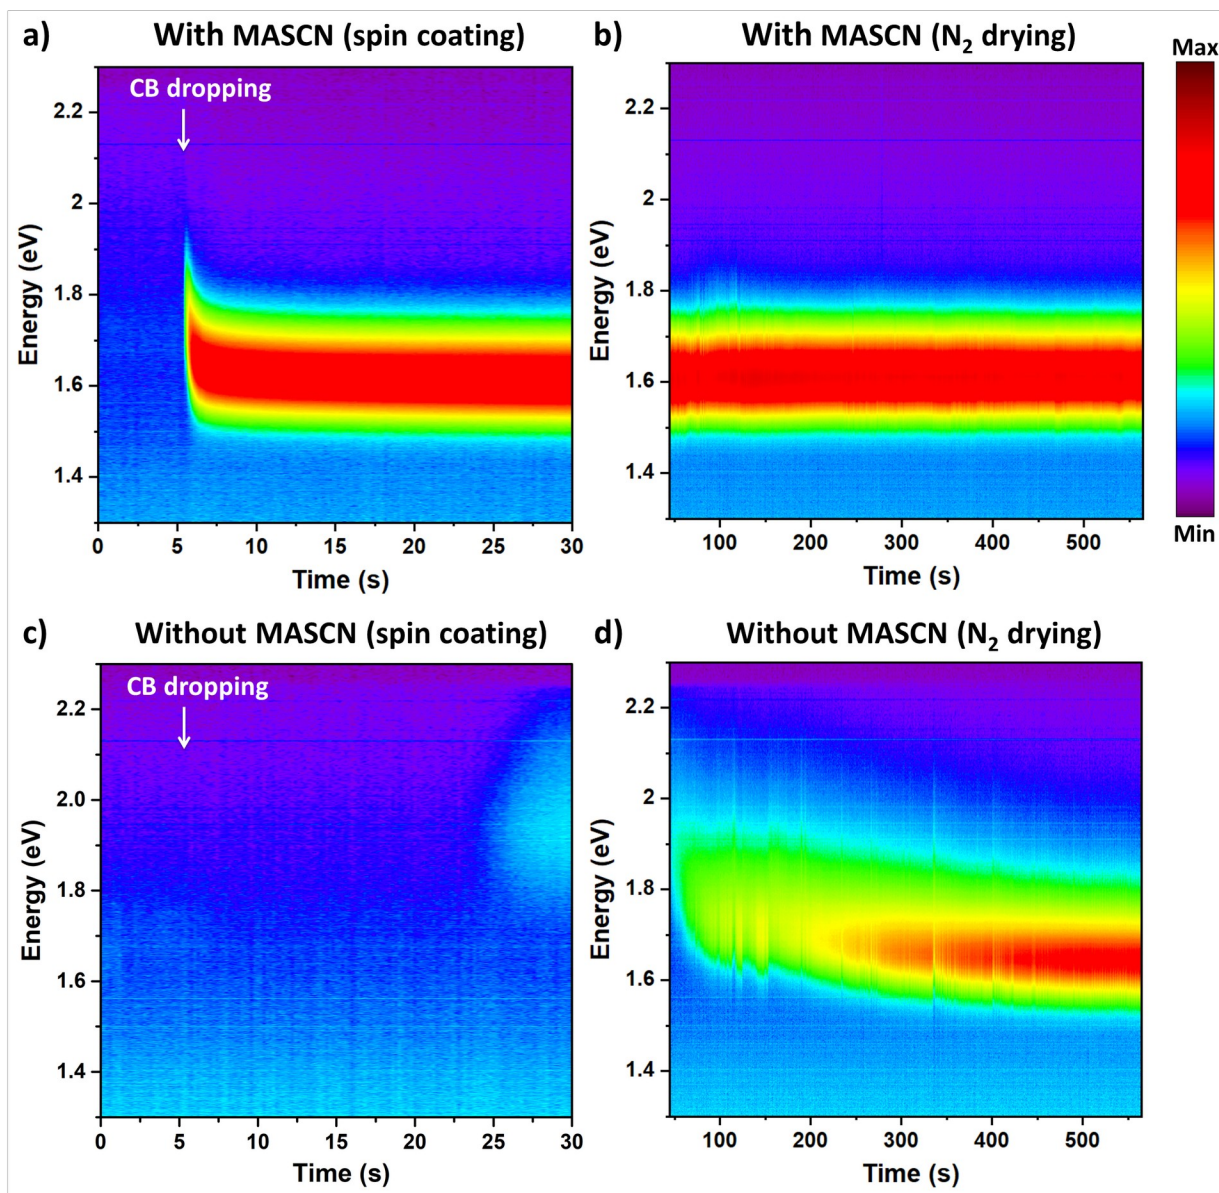 a) With MASCN (spin coating)
CB dropping
2.2
2
1.8
1.6
1.4
Energy (eV)
0 5 10 15 20 25 30
Time (s)
b) With MASCN (N₂ drying)
2.2
2
1.8
1.6
1.4
Energy (eV)
100 200 300 400 500
Time (s)
Max
Min
c) Without MASCN (spin coating)
CB dropping
2.2
2.0
1.8
1.6
1.4
Energy (eV)
0 5 10 15 20 25 30
Time (s)
d) Without MASCN (N₂ drying)
2.2
2
1.8
1.6
1.4
Energy (eV)
100 200 300 400 500
Time (s)